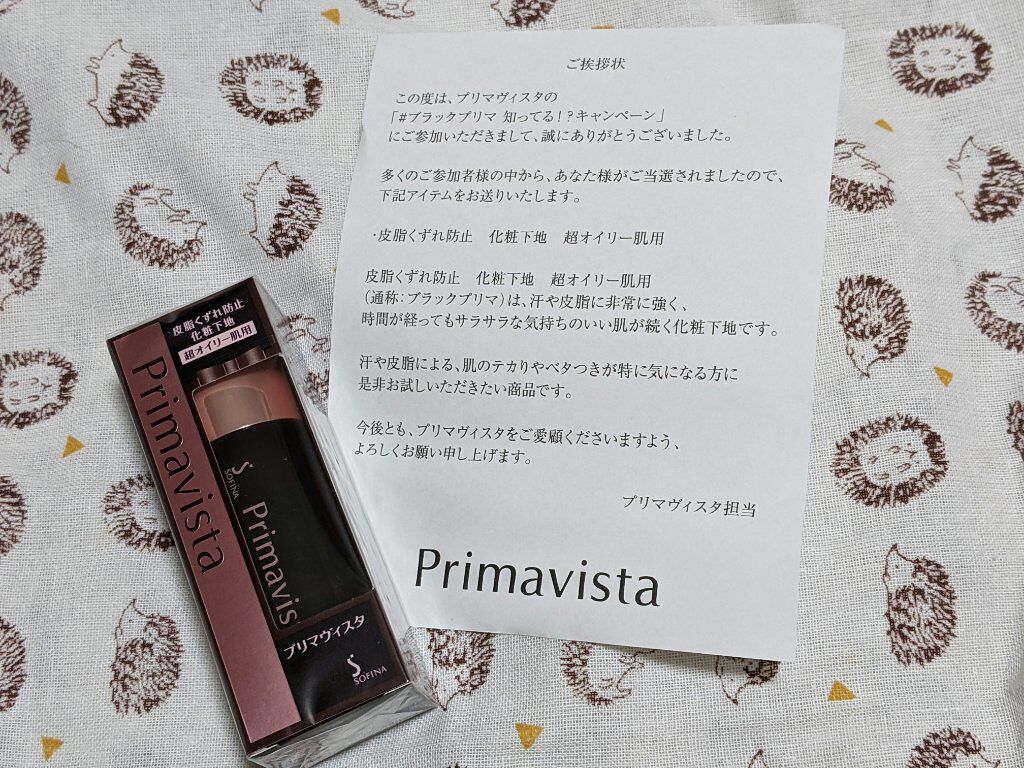 ご挨拶状
この度は、プリマヴィスタの
「#ブラックプリマ 知ってる!?キャンペーン」
にご参加いただきまして、誠にありがとうございました。
多くのご参加者様の中から、あなた様がご当選されましたので、
下記アイテムをお送りいたします。
・皮脂くずれ防止　化粧下地　超オイリー肌用
皮脂くずれ防止　化粧下地　超オイリー肌用
(通称:ブラックプリマ)は、汗や皮脂に非常に強く、
時間が経ってもサラサラな気持ちのいい肌が続く化粧下地です。
汗や皮脂による、肌のテカリやベタつきが特に気になる方に
是非お試しいただきたい商品です。
今後とも、プリマヴィスタをご愛顧くださいますよう、
よろしくお願い申し上げます。
プリマヴィスタ担当
Primavista
皮脂くずれ防止
化粧下地
超オイリー肌用
Primavista
SOFINA
Primavis
プリマヴィスタ
SOFINA